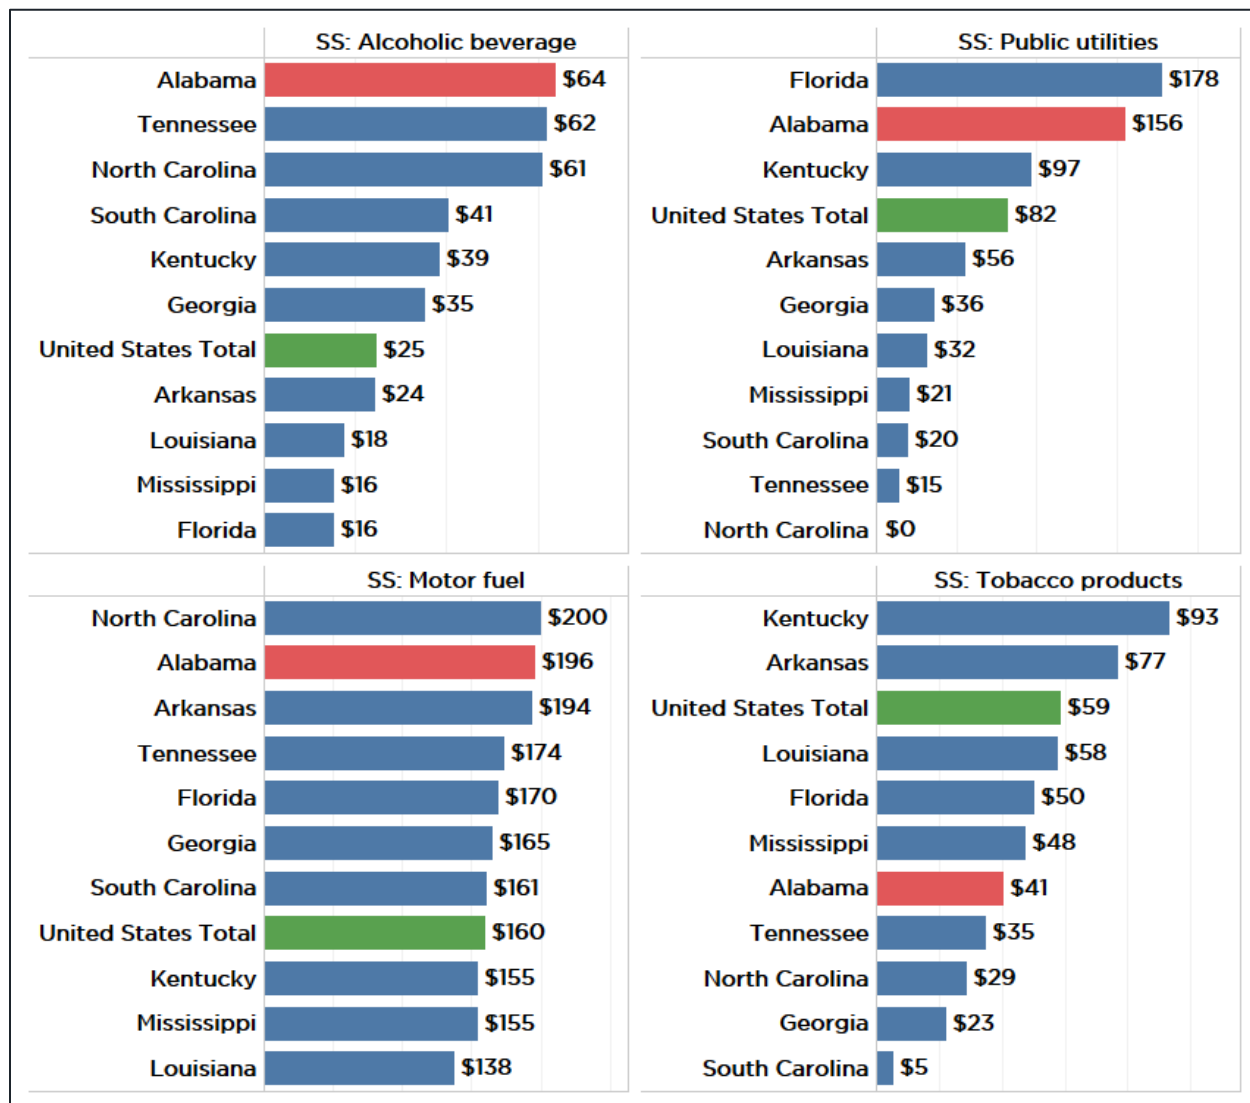 SS: Alcoholic beverage
Alabama $64
Tennessee $62
North Carolina $61
South Carolina $41
Kentucky $39
Georgia $35
United States Total $25
Arkansas $24
Louisiana $18
Mississippi $16
Florida $16
SS: Public utilities
Florida $178
Alabama $156
Kentucky $97
United States Total $82
Arkansas $56
Georgia $36
Louisiana $32
Mississippi $21
South Carolina $20
Tennessee $15
North Carolina $0
SS: Motor fuel
North Carolina $200
Alabama $196
Arkansas $194
Tennessee $174
Florida $170
Georgia $165
South Carolina $161
United States Total $160
Kentucky $155
Mississippi $155
Louisiana $138
SS: Tobacco products
Kentucky $93
Arkansas $77
United States Total $59
Louisiana $58
Florida $50
Mississippi $48
Alabama $41
Tennessee $35
North Carolina $29
Georgia $23
South Carolina $5